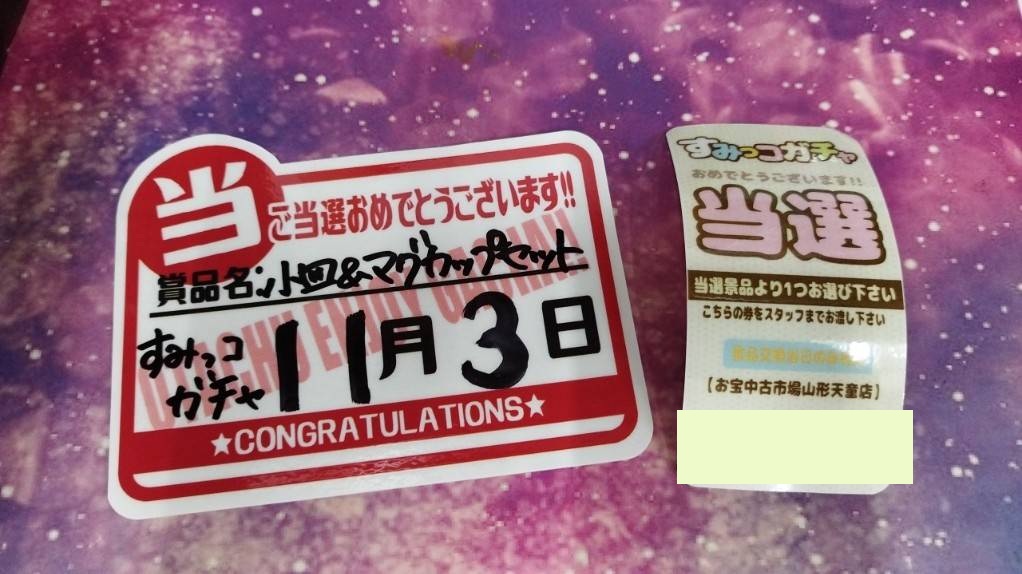 当
ご当選おめでとうございます!!
賞品名:小皿&マグカップセット
すみっコ
ガチャ
11月3日
★CONGRATULATIONS★
すみっコガチャ
おめでとうございます!!
当選
当選景品より1つお選び下さい
こちらの券をスタッフまでお渡し下さい
【お宝中古市場山形天童店】